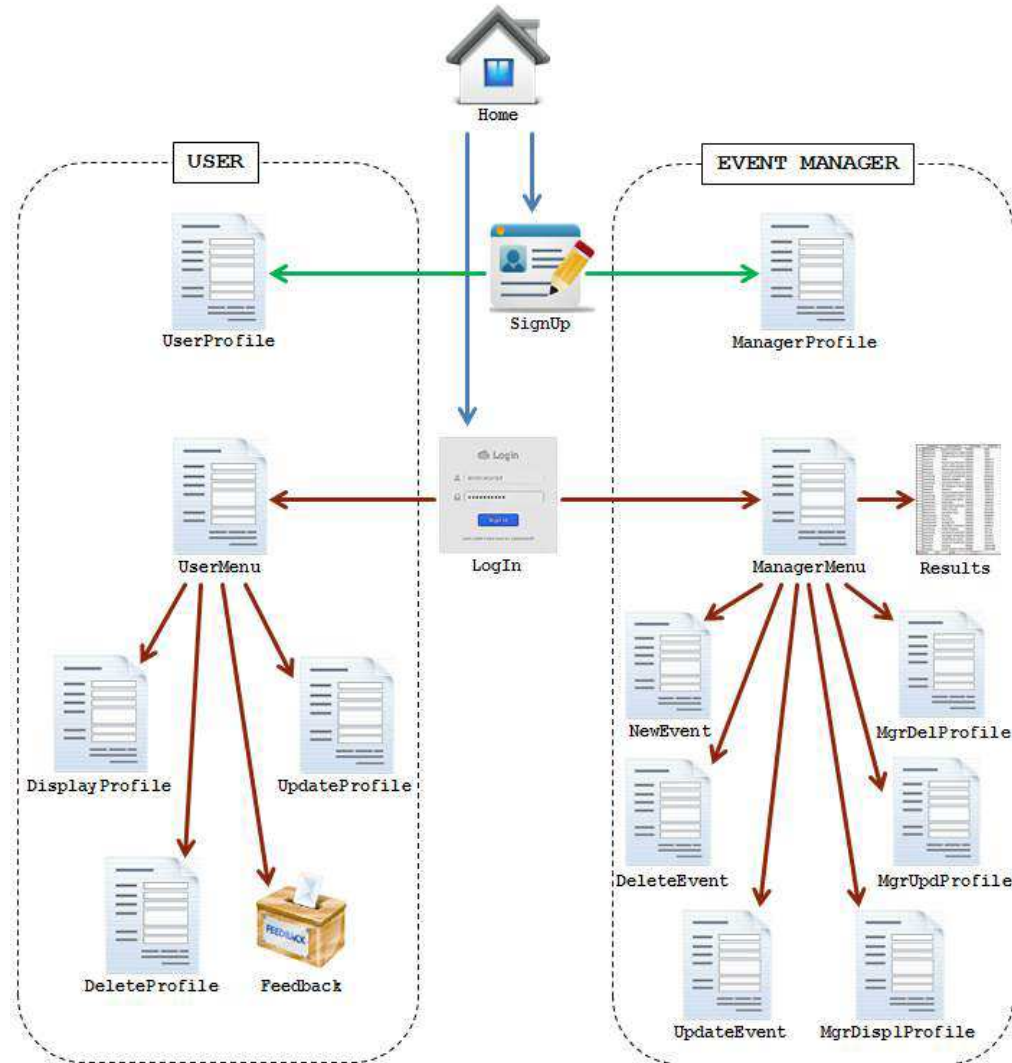 Home
USER
EVENT MANAGER
SignUp
UserProfile
ManagerProfile
Login
Sign in
LogIn
UserMenu
ManagerMenu
Results
NewEvent
MgrDelProfile
DisplayProfile
UpdateProfile
DeleteEvent
MgrUpdProfile
FEEDBACK
DeleteProfile
Feedback
UpdateEvent
MgrDisplProfile